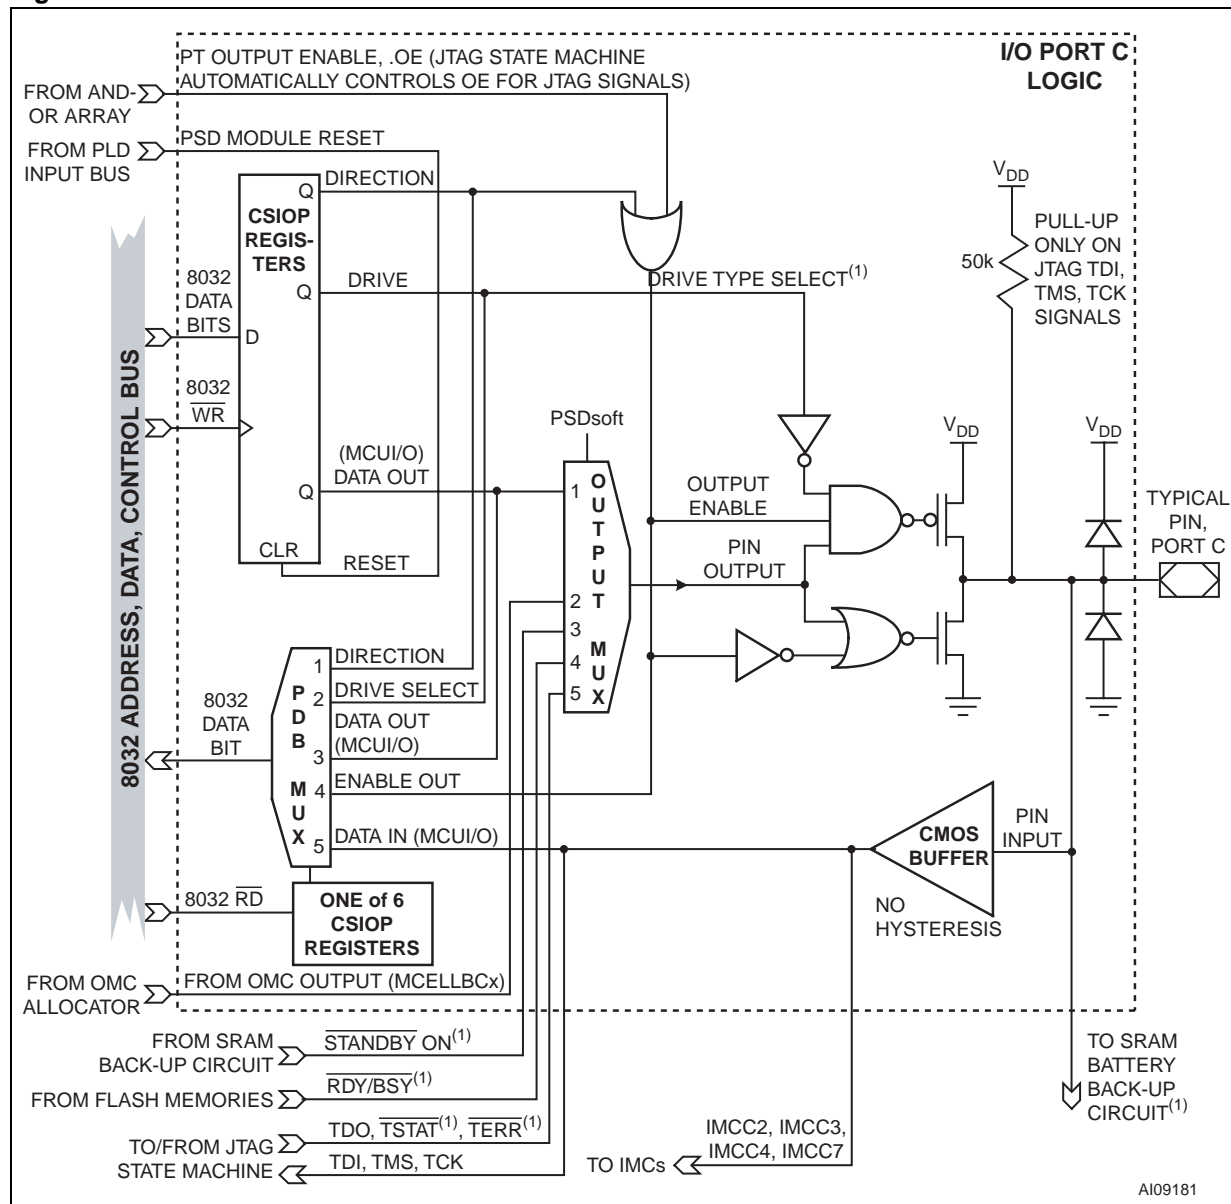 PT OUTPUT ENABLE, .OE (JTAG STATE MACHINE
AUTOMATICALLY CONTROLS OE FOR JTAG SIGNALS)
I/O PORT C
LOGIC
FROM AND-
OR ARRAY
FROM PLD
INPUT BUS
PSD MODULE RESET
DIRECTION
Q
CSIOP
REGIS-
TERS
Q
DRIVE
DRIVE TYPE SELECT(1)
VDD
50k
PULL-UP
ONLY ON
JTAG TDI,
TMS, TCK
SIGNALS
8032
DATA
BITS
D
8032
WR
8032 ADDRESS, DATA, CONTROL BUS
(MCUI/O)
DATA OUT
Q
CLR
RESET
PSDsoft
1
2
3
4
5
OUTPUT MUX
OUTPUT
ENABLE
PIN
OUTPUT
VDD
VDD
TYPICAL
PIN,
PORT C
8032
DATA
BIT
PDB MUX
1
DIRECTION
2
DRIVE SELECT
DATA OUT
3
(MCUI/O)
4
ENABLE OUT
5
DATA IN (MCUI/O)
CMOS
BUFFER
PIN
INPUT
NO
HYSTERESIS
8032 RD
ONE of 6
CSIOP
REGISTERS
FROM OMC
ALLOCATOR
FROM OMC OUTPUT (MCELLBCx)
FROM SRAM
BACK-UP CIRCUIT
STANDBY ON(1)
FROM FLASH MEMORIES
RDY/BSY(1)
TO/FROM JTAG
STATE MACHINE
TDO, TSTAT(1), TERR(1)
TDI, TMS, TCK
TO IMCs
IMCC2, IMCC3,
IMCC4, IMCC7
TO SRAM
BATTERY
BACK-UP
CIRCUIT(1)
AI09181